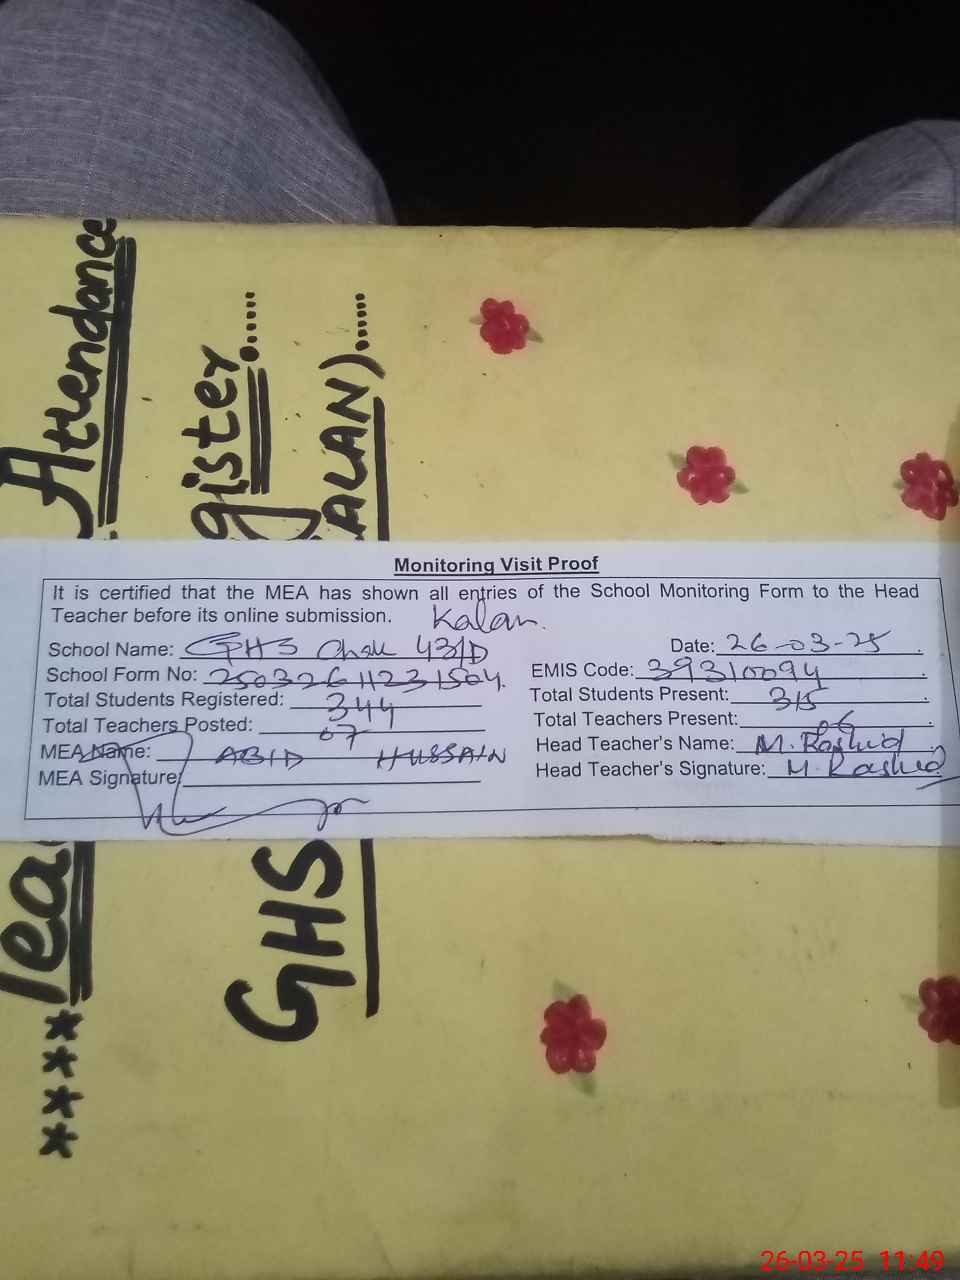 Attendance
gister......
ALAN)......
Monitoring Visit Proof
It is certified that the MEA has shown all entries of the School Monitoring Form to the Head
Teacher before its online submission.
Kalan.
School Name: GHS Chak 43/D Date: 26-03-25
School Form No: EMIS Code: 39310094
Total Students Registered: 344 Total Students Present: 315
Total Teachers Posted: 07 Total Teachers Present: 06
MEA Name: ABID HUSSAIN Head Teacher's Name: M. Rashid
MEA Signature: Head Teacher's Signature: M. Rashid
Tea
GHS
****
26-03-25 11:49